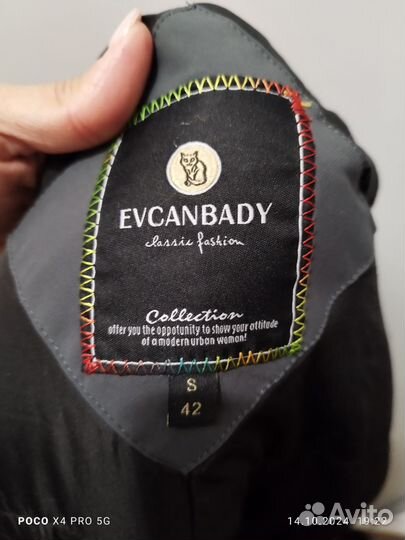 EVCANBADY
classic fashion
Collection
offer you the oppotunity to show your attitude
of a modern urban woman!
S
42
POCO X4 PRO 5G
14.10.2024 19:22
Avito